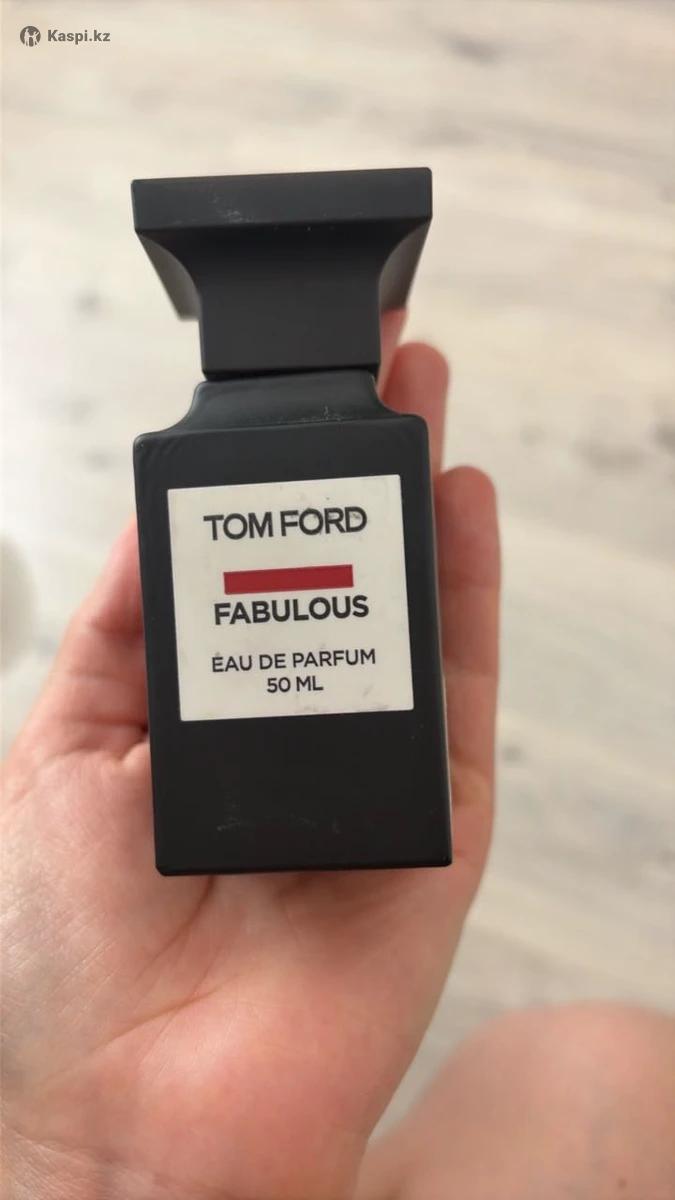 Kaspi.kz
TOM FORD
FABULOUS
EAU DE PARFUM
50 ML